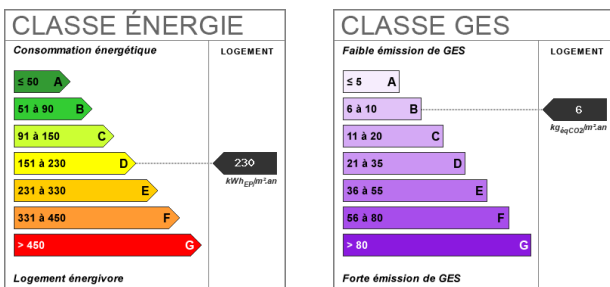 CLASSE ÉNERGIE
Consommation énergétique
LOGEMENT
≤ 50 A
51 à 90 B
91 à 150 C
151 à 230 D
230
kWhEP/m².an
231 à 330 E
331 à 450 F
> 450 G
Logement énergivore
CLASSE GES
Faible émission de GES
LOGEMENT
≤ 5 A
6 à 10 B
6
kgéqCO2/m².an
11 à 20 C
21 à 35 D
36 à 55 E
56 à 80 F
> 80 G
Forte émission de GES